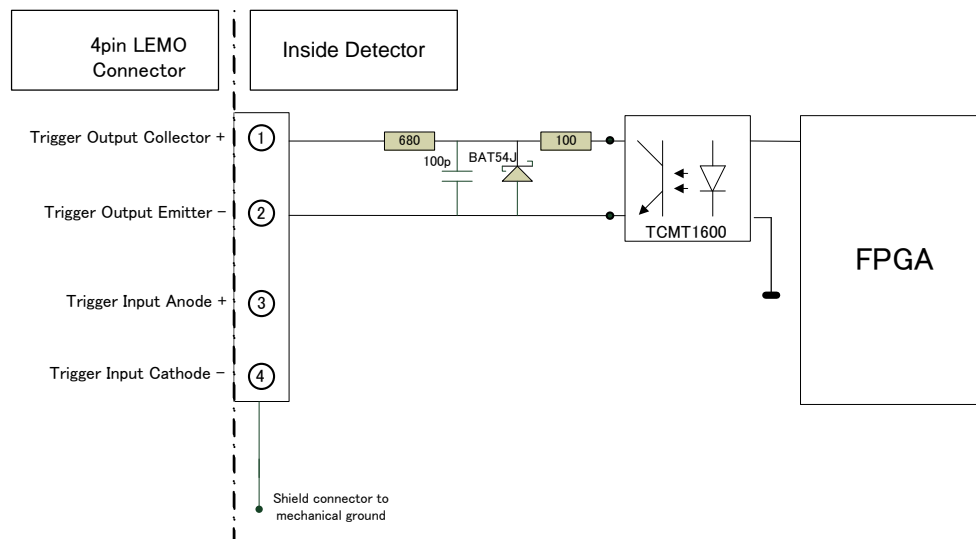 4pin LEMO
Connector
Inside Detector
Trigger Output Collector +
1
680
100p
BAT54J
100
TCMT1600
FPGA
Trigger Output Emitter -
2
Trigger Input Anode +
3
Trigger Input Cathode -
4
Shield connector to
mechanical ground